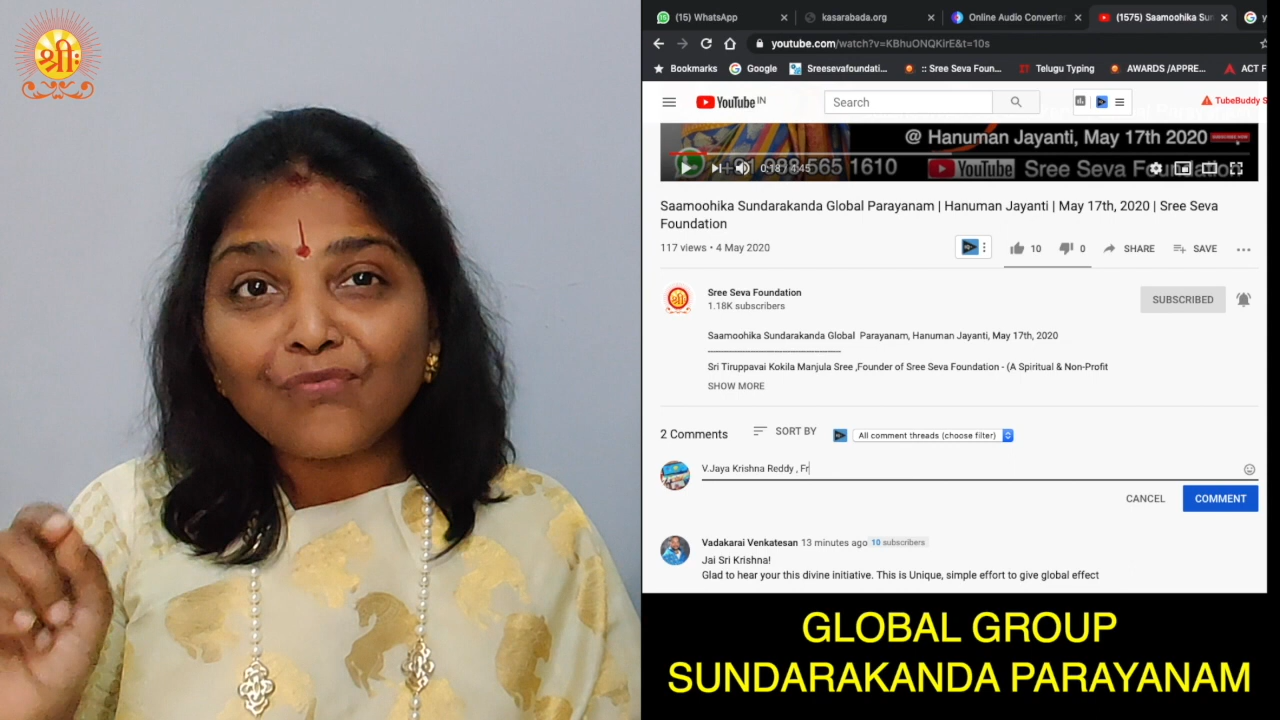 श्रीः
(15) WhatsApp
kasarabada.org
Online Audio Converter
(1575) Saamoohika Sun
youtube.com/watch?v=KBhuONQKirE&t=10s
Bookmarks
Google
Sreesevafoundati...
:: Sree Seva Foun...
Telugu Typing
AWARDS /APPRE...
ACT F
YouTube IN
Search
TubeBuddy S
@ Hanuman Jayanti, May 17th 2020
565 1610
0:18 / 4:45
YouTube
Sree Seva Foundation
Saamoohika Sundarakanda Global Parayanam | Hanuman Jayanti | May 17th, 2020 | Sree Seva
Foundation
117 views • 4 May 2020
10
0
SHARE
SAVE
Sree Seva Foundation
1.18K subscribers
SUBSCRIBED
Saamoohika Sundarakanda Global Parayanam, Hanuman Jayanti, May 17th, 2020
Sri Tiruppavai Kokila Manjula Sree ,Founder of Sree Seva Foundation - (A Spiritual & Non-Profit
SHOW MORE
2 Comments
SORT BY
All comment threads (choose filter)
V.Jaya Krishna Reddy , Fr
CANCEL
COMMENT
Vadakarai Venkatesan 13 minutes ago 10 subscribers
Jai Sri Krishna!
Glad to hear your this divine initiative. This is Unique, simple effort to give global effect
GLOBAL GROUP
SUNDARAKANDA PARAYANAM